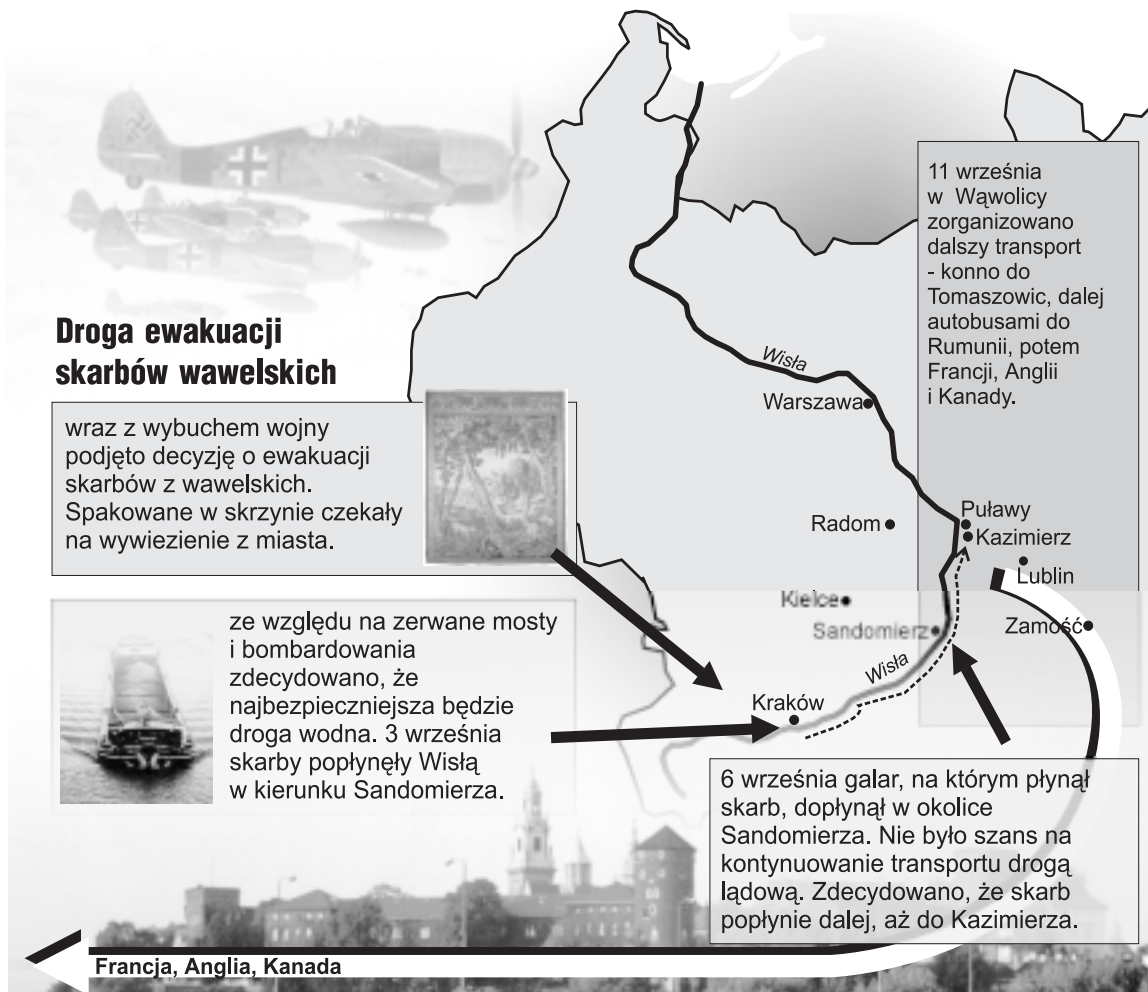 Droga ewakuacji
skarbów wawelskich
wraz z wybuchem wojny
podjęto decyzję o ewakuacji
skarbów z wawelskich.
Spakowane w skrzynie czekały
na wywiezienie z miasta.
ze względu na zerwane mosty
i bombardowania
zdecydowano, że
najbezpieczniejsza będzie
droga wodna. 3 września
skarby popłynęły Wisłą
w kierunku Sandomierza.
6 września galar, na którym płynął
skarb, dopłynął w okolice
Sandomierza. Nie było szans na
kontynuowanie transportu drogą
lądową. Zdecydowano, że skarb
popłynie dalej, aż do Kazimierza.
11 września
w Wąwolicy
zorganizowano
dalszy transport
- konno do
Tomaszowic, dalej
autobusami do
Rumunii, potem
Francji, Anglii
i Kanady.
Wisła
Warszawa
Radom
Puławy
Kazimierz
Lublin
Kielce
Sandomierz
Zamość
Wisła
Kraków
Francja, Anglia, Kanada